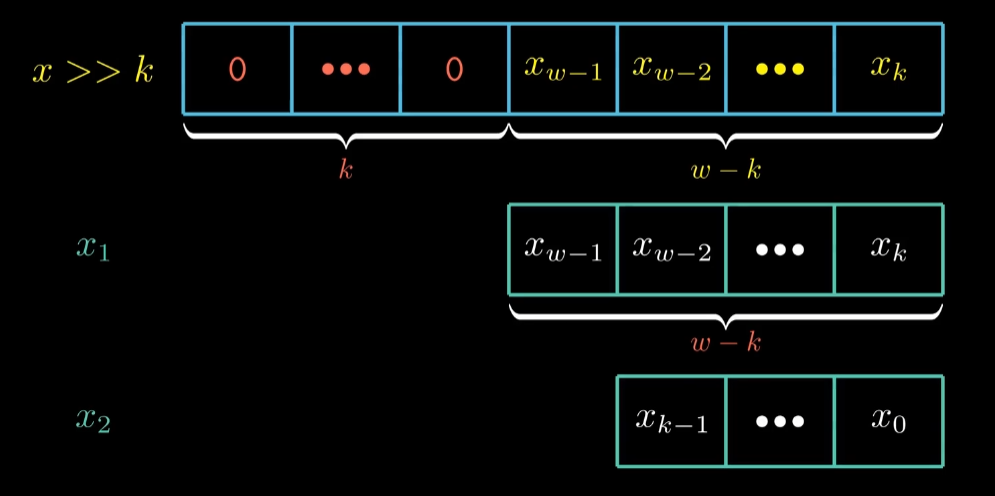 x >> k 0 ••• 0 x_{w−1} x_{w−2} ••• x_k
k w − k
x_1 x_{w−1} x_{w−2} ••• x_k
w − k
x_2 x_{k−1} ••• x_0